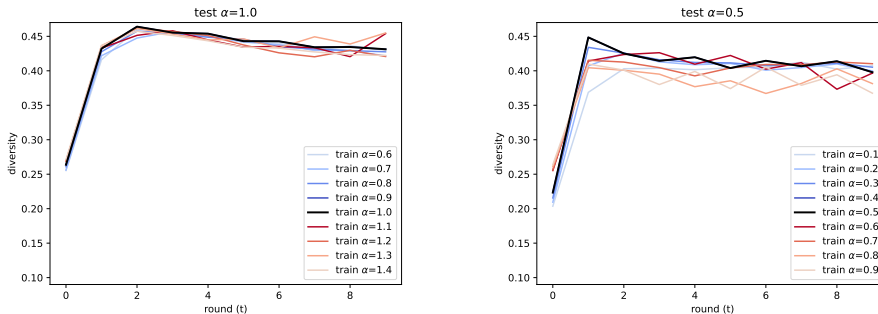 test α=1.0
diversity
0.45
0.40
0.35
0.30
0.25
0.20
0.15
0.10
0
2
4
6
8
round (t)
train α=0.6
train α=0.7
train α=0.8
train α=0.9
train α=1.0
train α=1.1
train α=1.2
train α=1.3
train α=1.4
test α=0.5
diversity
0.45
0.40
0.35
0.30
0.25
0.20
0.15
0.10
0
2
4
6
8
round (t)
train α=0.1
train α=0.2
train α=0.3
train α=0.4
train α=0.5
train α=0.6
train α=0.7
train α=0.8
train α=0.9